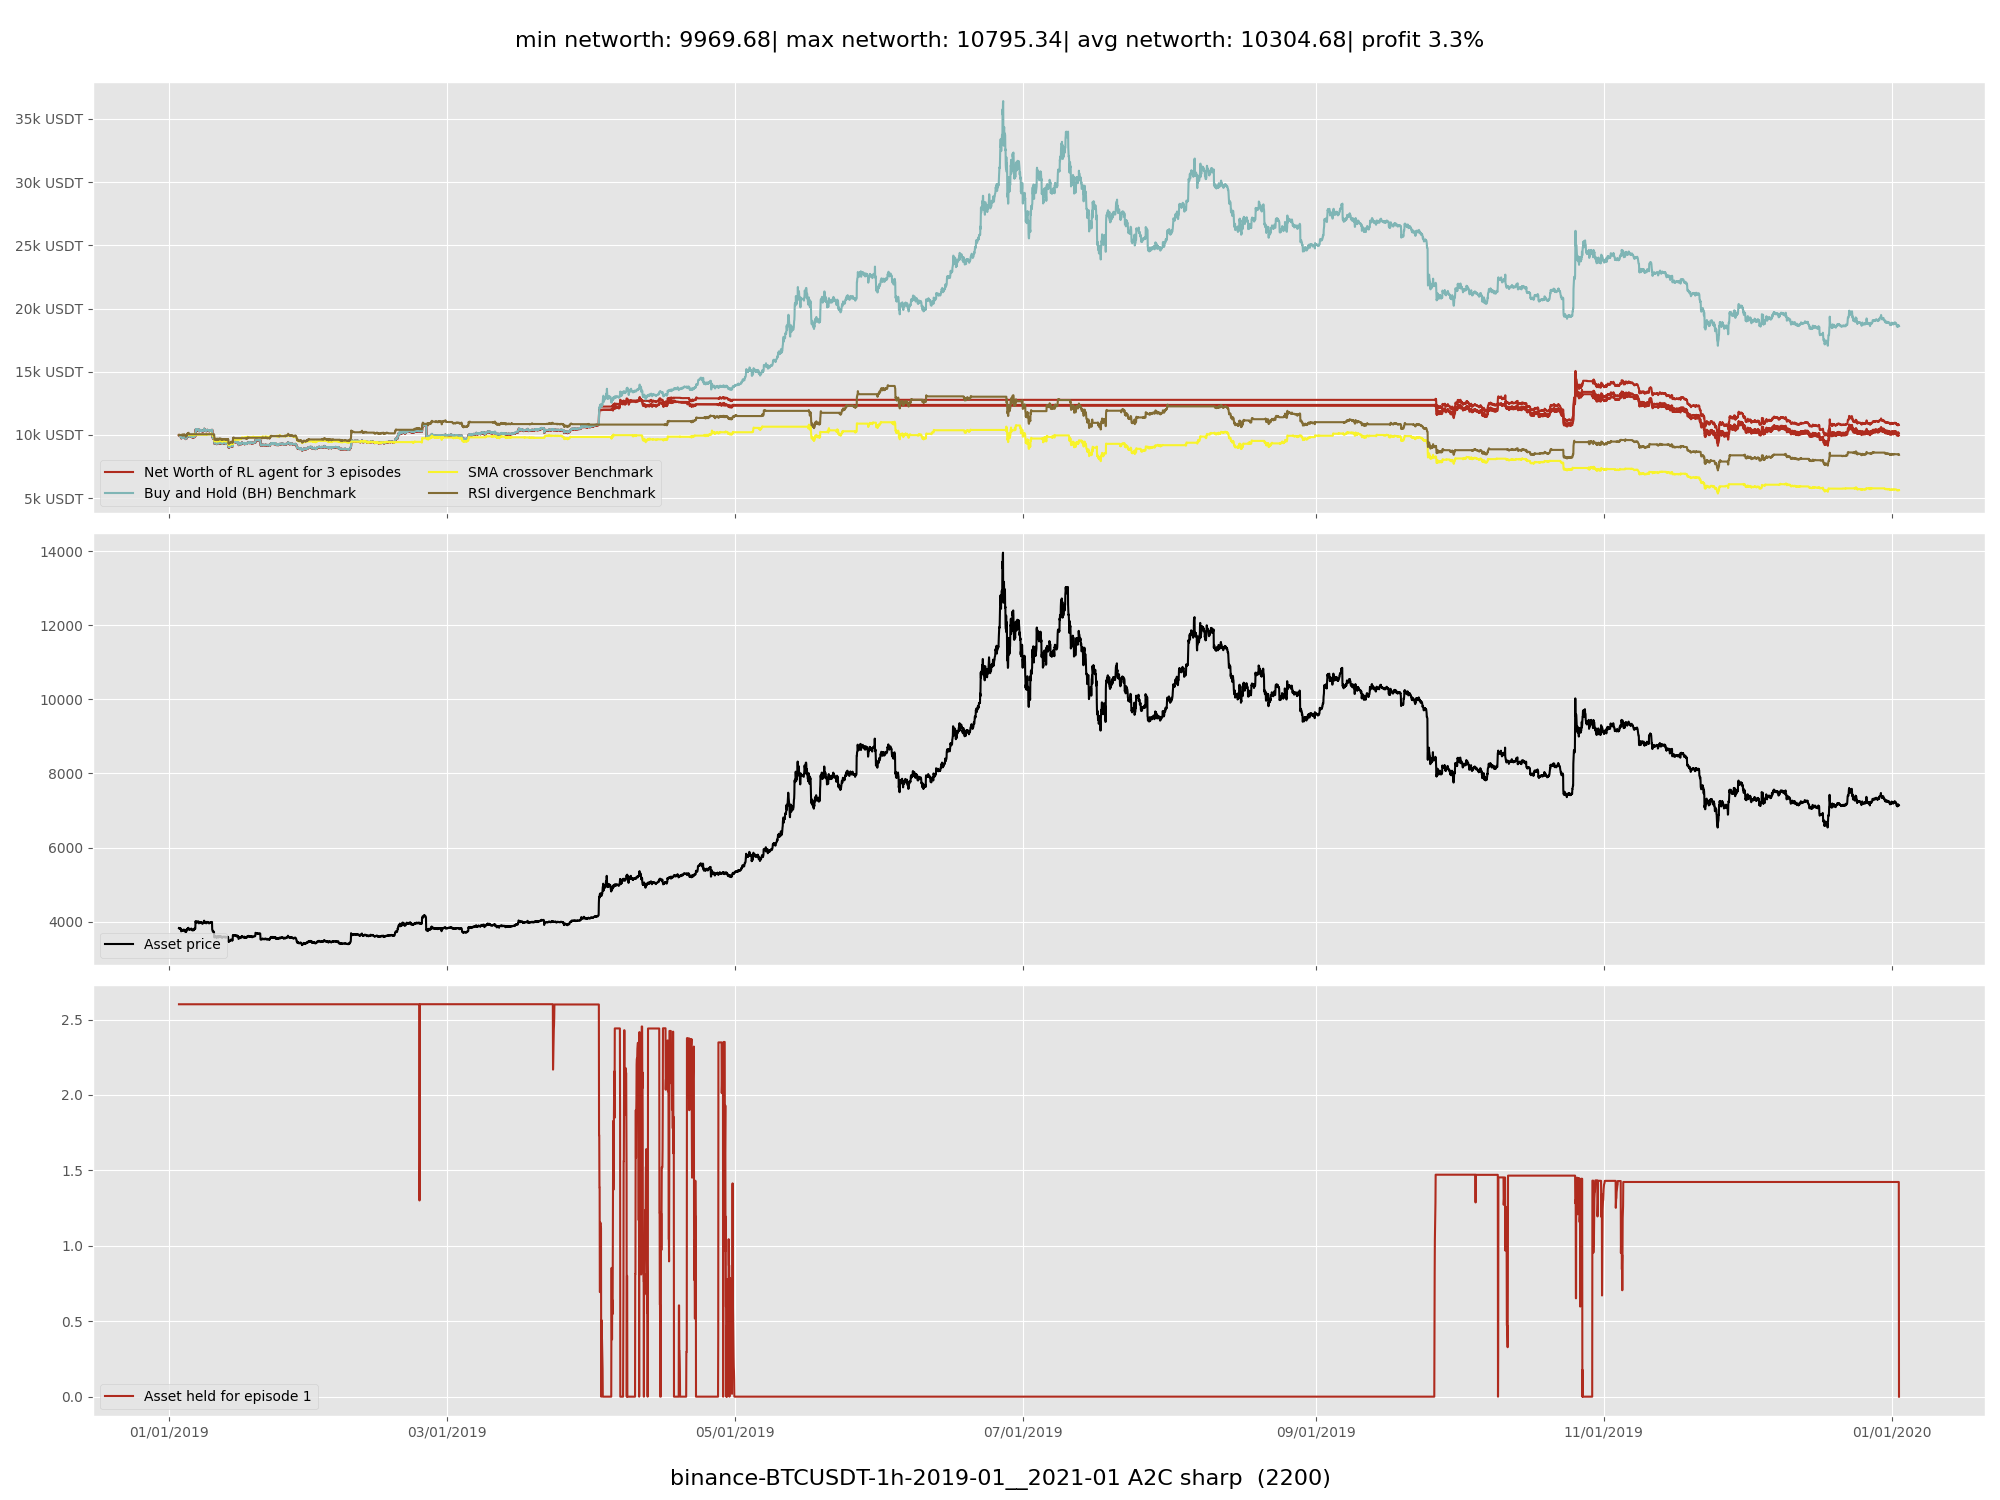 min networth: 9969.68| max networth: 10795.34| avg networth: 10304.68| profit 3.3%
35k USDT
30k USDT
25k USDT
20k USDT
15k USDT
10k USDT
5k USDT
Net Worth of RL agent for 3 episodes
Buy and Hold (BH) Benchmark
SMA crossover Benchmark
RSI divergence Benchmark
14000
12000
10000
8000
6000
4000
Asset price
2.5
2.0
1.5
1.0
0.5
0.0
Asset held for episode 1
01/01/2019 03/01/2019 05/01/2019 07/01/2019 09/01/2019 11/01/2019 01/01/2020
binance-BTCUSDT-1h-2019-01__2021-01 A2C sharp (2200)